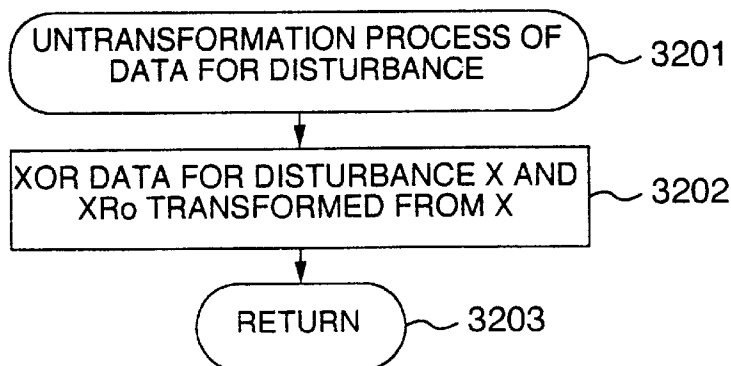 UNTRANSFORMATION PROCESS OF
DATA FOR DISTURBANCE
3201
XOR DATA FOR DISTURBANCE X AND
XRo TRANSFORMED FROM X
3202
RETURN
3203